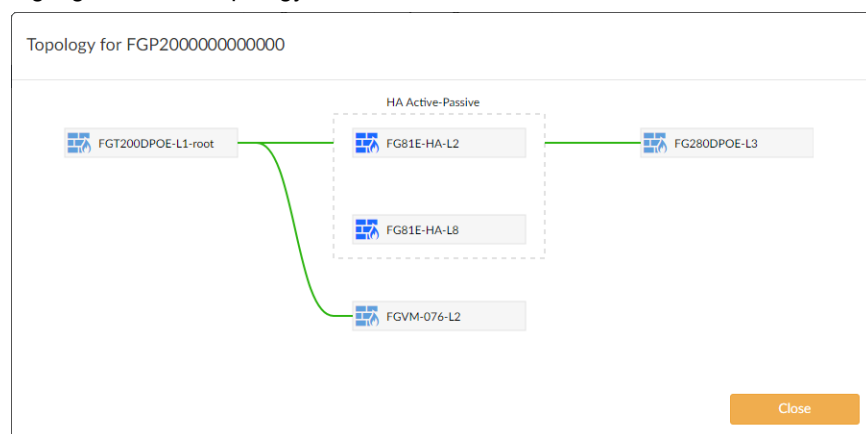 Topology for FGP2000000000000
HA Active-Passive
FGT200DPOE-L1-root
FG81E-HA-L2
FG280DPOE-L3
FG81E-HA-L8
FGVM-076-L2
Close